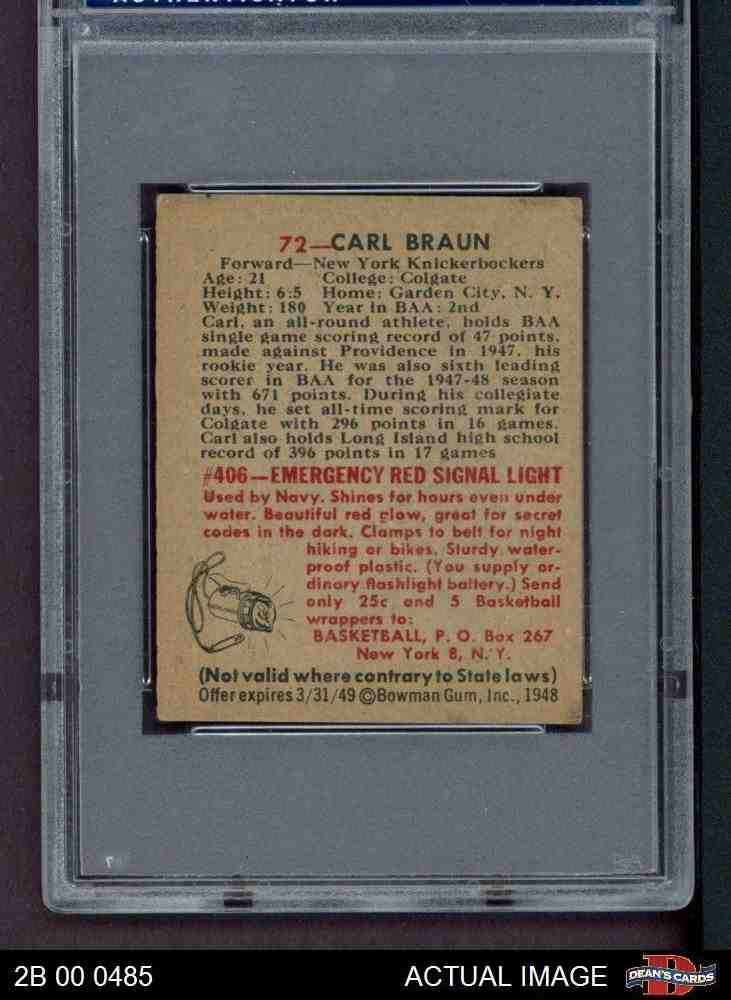 72—CARL BRAUN
Forward—New York Knickerbockers
Age: 21 College: Colgate
Height: 6:5 Home: Garden City, N. Y.
Weight: 180 Year in BAA: 2nd
Carl, an all-round athlete, holds BAA
single game scoring record of 47 points,
made against Providence in 1947, his
rookie year. He was also sixth leading
scorer in BAA for the 1947-48 season
with 671 points. During his collegiate
days, he set all-time scoring mark for
Colgate with 296 points in 16 games.
Carl also holds Long Island high school
record of 396 points in 17 games
#406—EMERGENCY RED SIGNAL LIGHT
Used by Navy. Shines for hours even under
water. Beautiful red glow, great for secret
codes in the dark. Clamps to belt for night
hiking or bikes. Sturdy water-
proof plastic. (You supply or-
dinary flashlight battery.) Send
only 25c and 5 Basketball
wrappers to:
BASKETBALL, P. O. Box 267
New York 8, N.Y.
(Not valid where contrary to State laws)
Offer expires 3/31/49 ©Bowman Gum, Inc., 1948
2B 00 0485 ACTUAL IMAGE DEAN'S CARDS